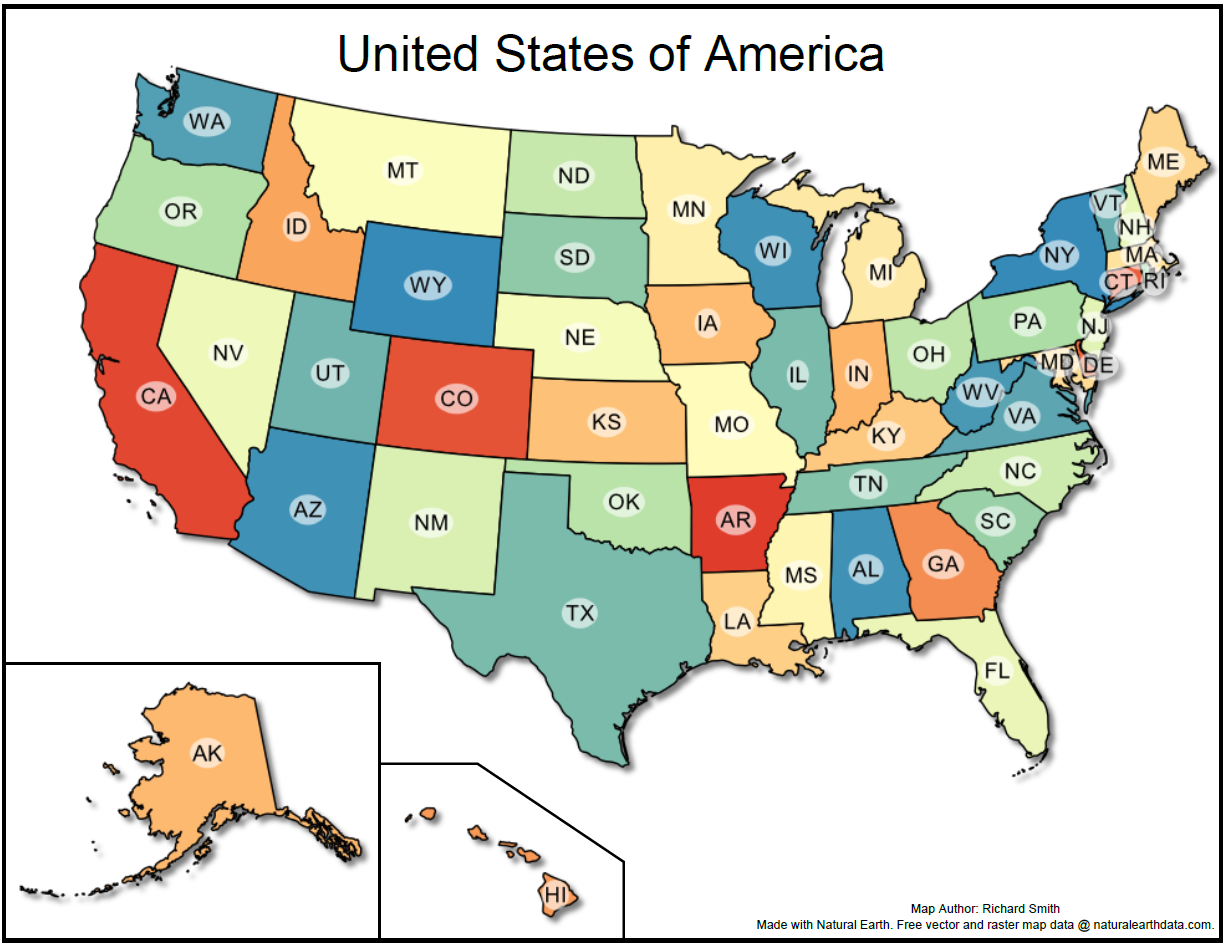 United States of America
WA
ME
MT
ND
VT
OR
MN
ID
NH
WI
NY
MA
SD
MI
CT RI
WY
IA
PA
NJ
NE
NV
OH
MD DE
UT
IL
IN
CO
WV
CA
VA
KS
MO
KY
NC
TN
OK
AZ
AR
SC
NM
GA
AL
MS
TX
LA
FL
AK
HI
Map Author: Richard Smith
Made with Natural Earth. Free vector and raster map data @ naturalearthdata.com.